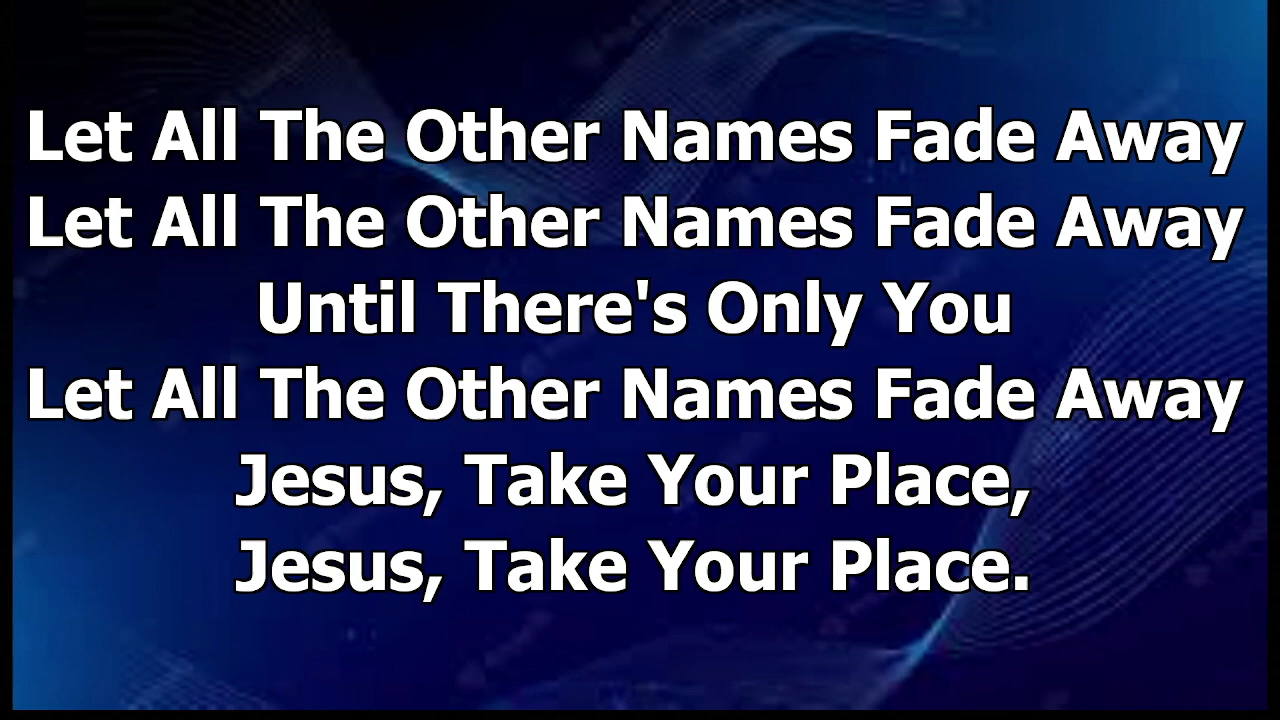 Let All The Other Names Fade Away
Let All The Other Names Fade Away
Until There's Only You
Let All The Other Names Fade Away
Jesus, Take Your Place,
Jesus, Take Your Place.